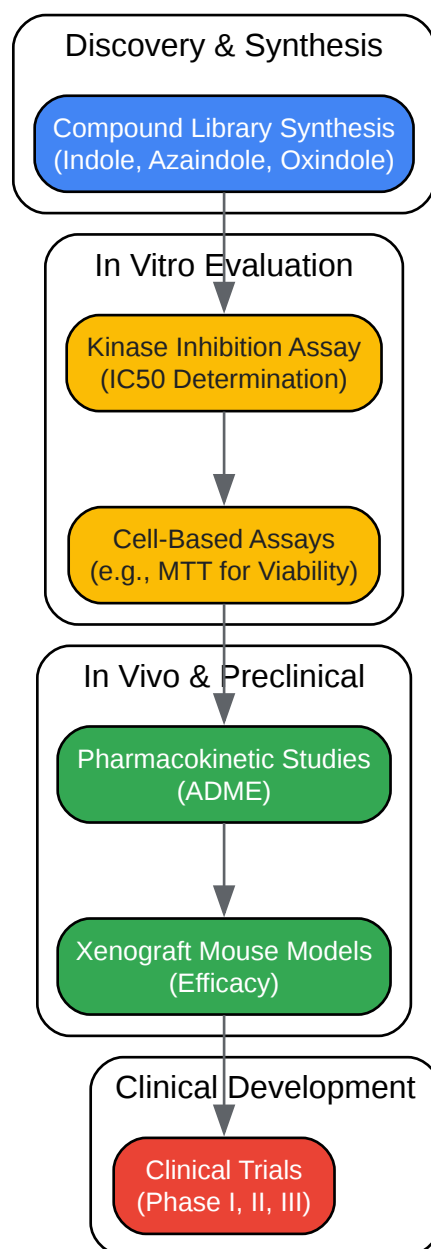 Discovery & Synthesis
Compound Library Synthesis
(Indole, Azaindole, Oxindole)
In Vitro Evaluation
Kinase Inhibition Assay
(IC50 Determination)
Cell-Based Assays
(e.g., MTT for Viability)
In Vivo & Preclinical
Pharmacokinetic Studies
(ADME)
Xenograft Mouse Models
(Efficacy)
Clinical Development
Clinical Trials
(Phase I, II, III)